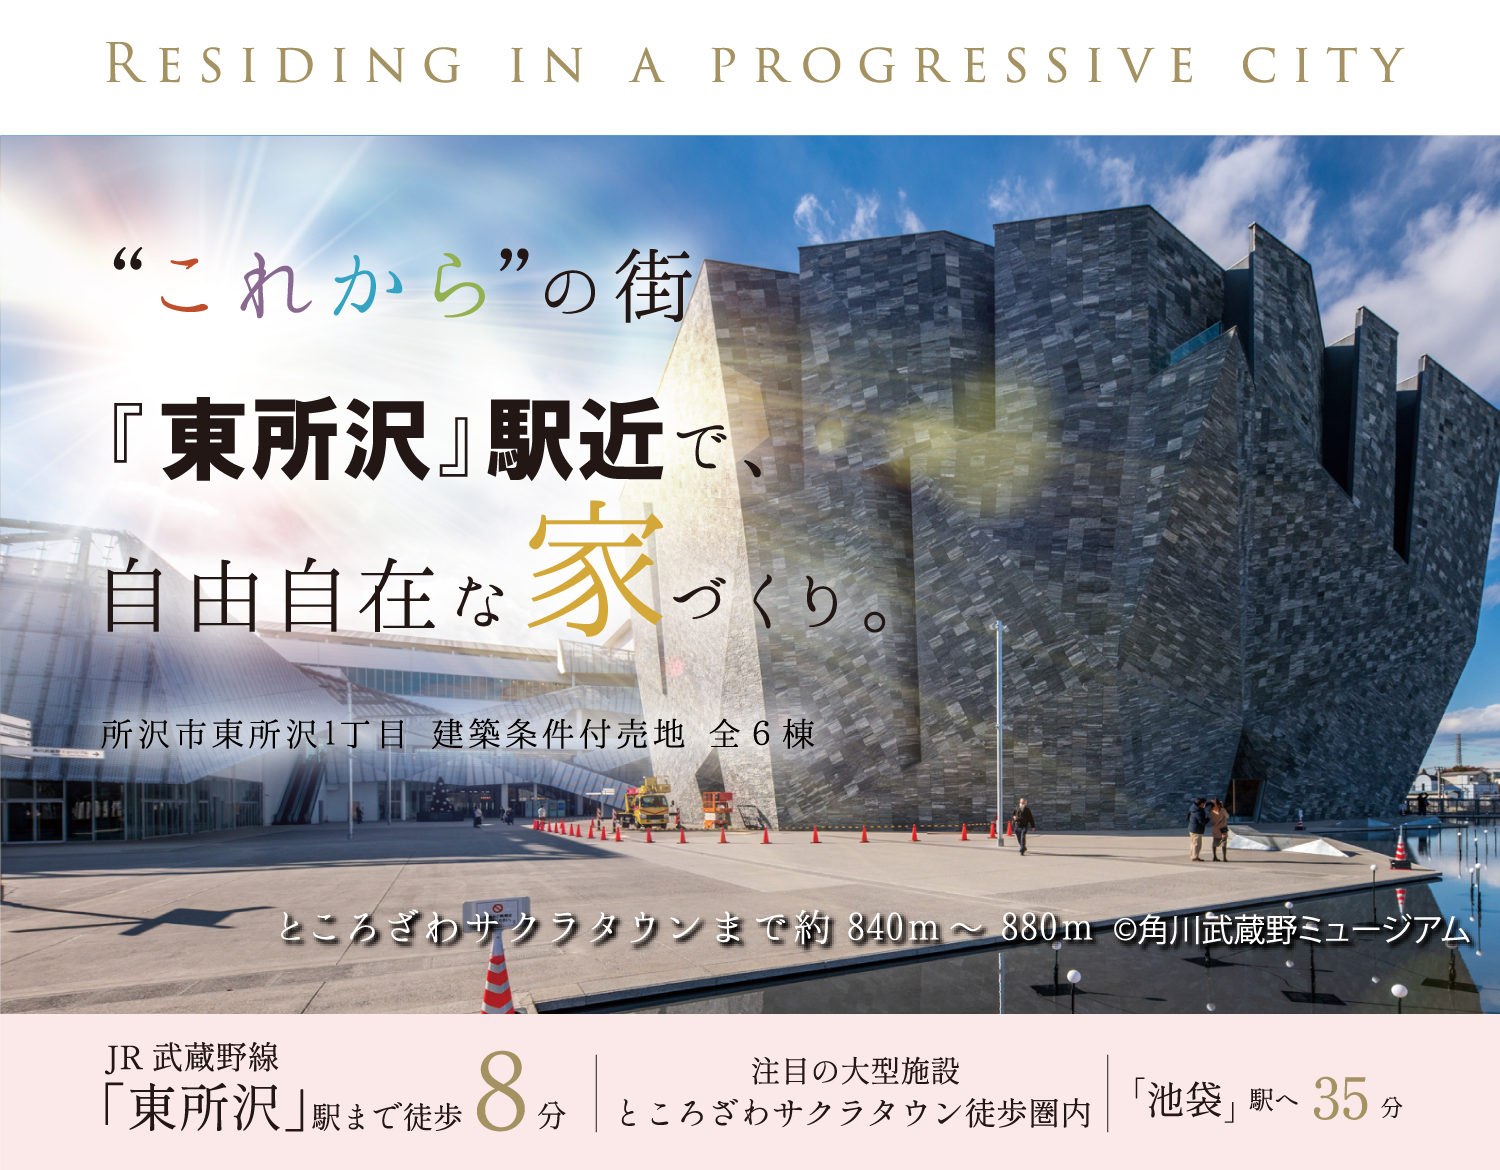 RESIDING IN A PROGRESSIVE CITY
“これから”の街
『東所沢』駅近で、
自由自在な家づくり。
所沢市東所沢1丁目 建築条件付売地 全6棟
ところざわサクラタウンまで約840m～880m ©角川武蔵野ミュージアム
JR 武蔵野線
「東所沢」駅まで徒歩 8 分
注目の大型施設
ところざわサクラタウン徒歩圏内
「池袋」駅へ 35 分